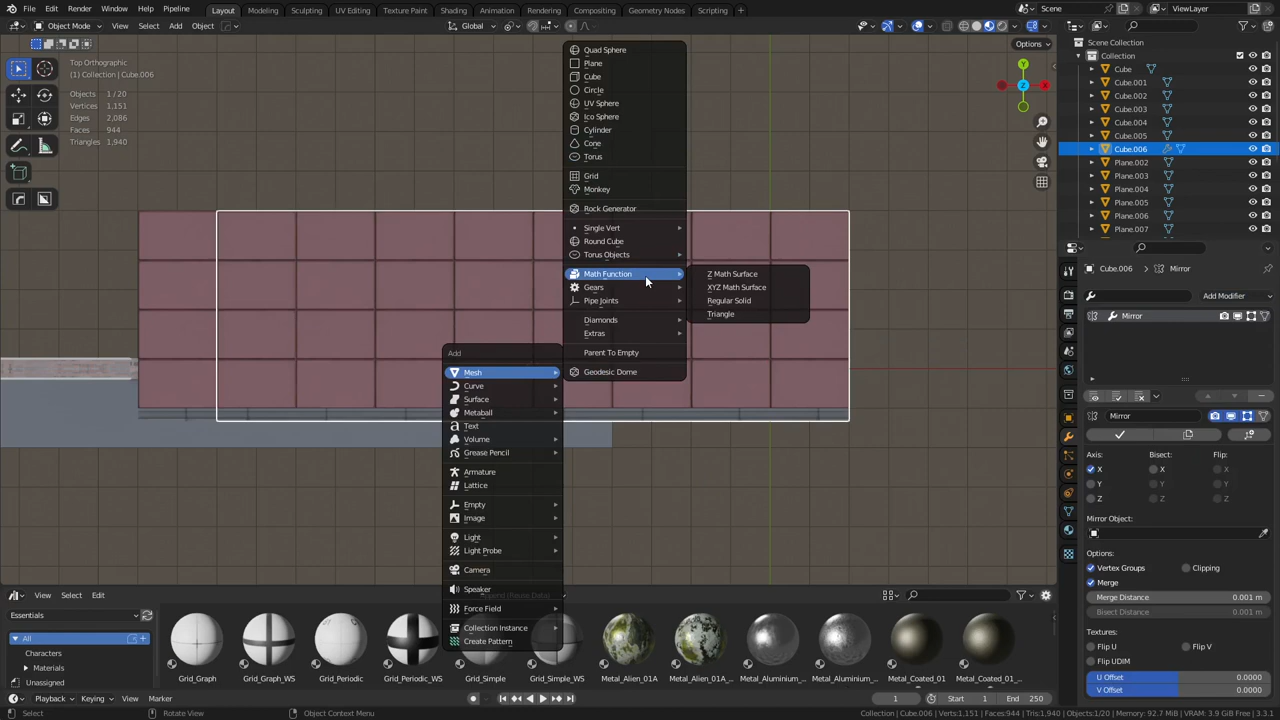 File Edit Render Window Help Pipeline Layout Modeling Sculpting UV Editing Texture Paint Shading Animation Rendering Compositing Geometry Nodes Scripting Scene ViewLayer
Object Mode View Select Add Object Global
Options
Top Orthographic
(1) Collection | Cube.006
Objects 1/20
Vertices 1,151
Edges 2,086
Faces 944
Triangles 1,940
Y
Z
X
Quad Sphere
Plane
Cube
Circle
UV Sphere
Ico Sphere
Cylinder
Cone
Torus
Grid
Monkey
Rock Generator
Single Vert
Round Cube
Torus Objects
Math Function
Gears
Pipe Joints
Diamonds
Extras
Parent To Empty
Geodesic Dome
Z Math Surface
XYZ Math Surface
Regular Solid
Triangle
Add
Mesh
Curve
Surface
Metaball
Text
Volume
Grease Pencil
Armature
Lattice
Empty
Image
Light
Light Probe
Camera
Speaker
Force Field
Collection Instance
Create Pattern
Scene Collection
Collection
Cube
Cube.001
Cube.002
Cube.003
Cube.004
Cube.005
Cube.006
Plane.002
Plane.003
Plane.004
Plane.005
Plane.006
Plane.007
Cube.006 Mirror
Add Modifier
Mirror
Mirror
Axis: Bisect: Flip:
X X X
Y Y Y
Z Z Z
Mirror Object:
Options:
Vertex Groups Clipping
Merge
Merge Distance 0.001 m
Bisect Distance 0.001 m
Textures:
Flip U Flip V
Flip UDIM
U Offset 0.0000
V Offset 0.0000
View Select Edit
Essentials
All
Characters
Materials
Unassigned
Grid_Graph Grid_Graph_WS Grid_Periodic Grid_Periodic_WS Grid_Simple Grid_Simple_WS Metal_Alien_01A Metal_Alien_01A_... Metal_Aluminium_... Metal_Aluminium_... Metal_Coated_01 Metal_Coated_01_...
Playback Keying View Marker 1 Start 1 End 250
Select Rotate View Object Context Menu Collection | Cube.006 | Verts:1,151 | Faces:944 | Tris:1,940 | Objects:1/20 | Memory: 92.7 MiB | VRAM: 3.9 GiB Free | 3.3.1